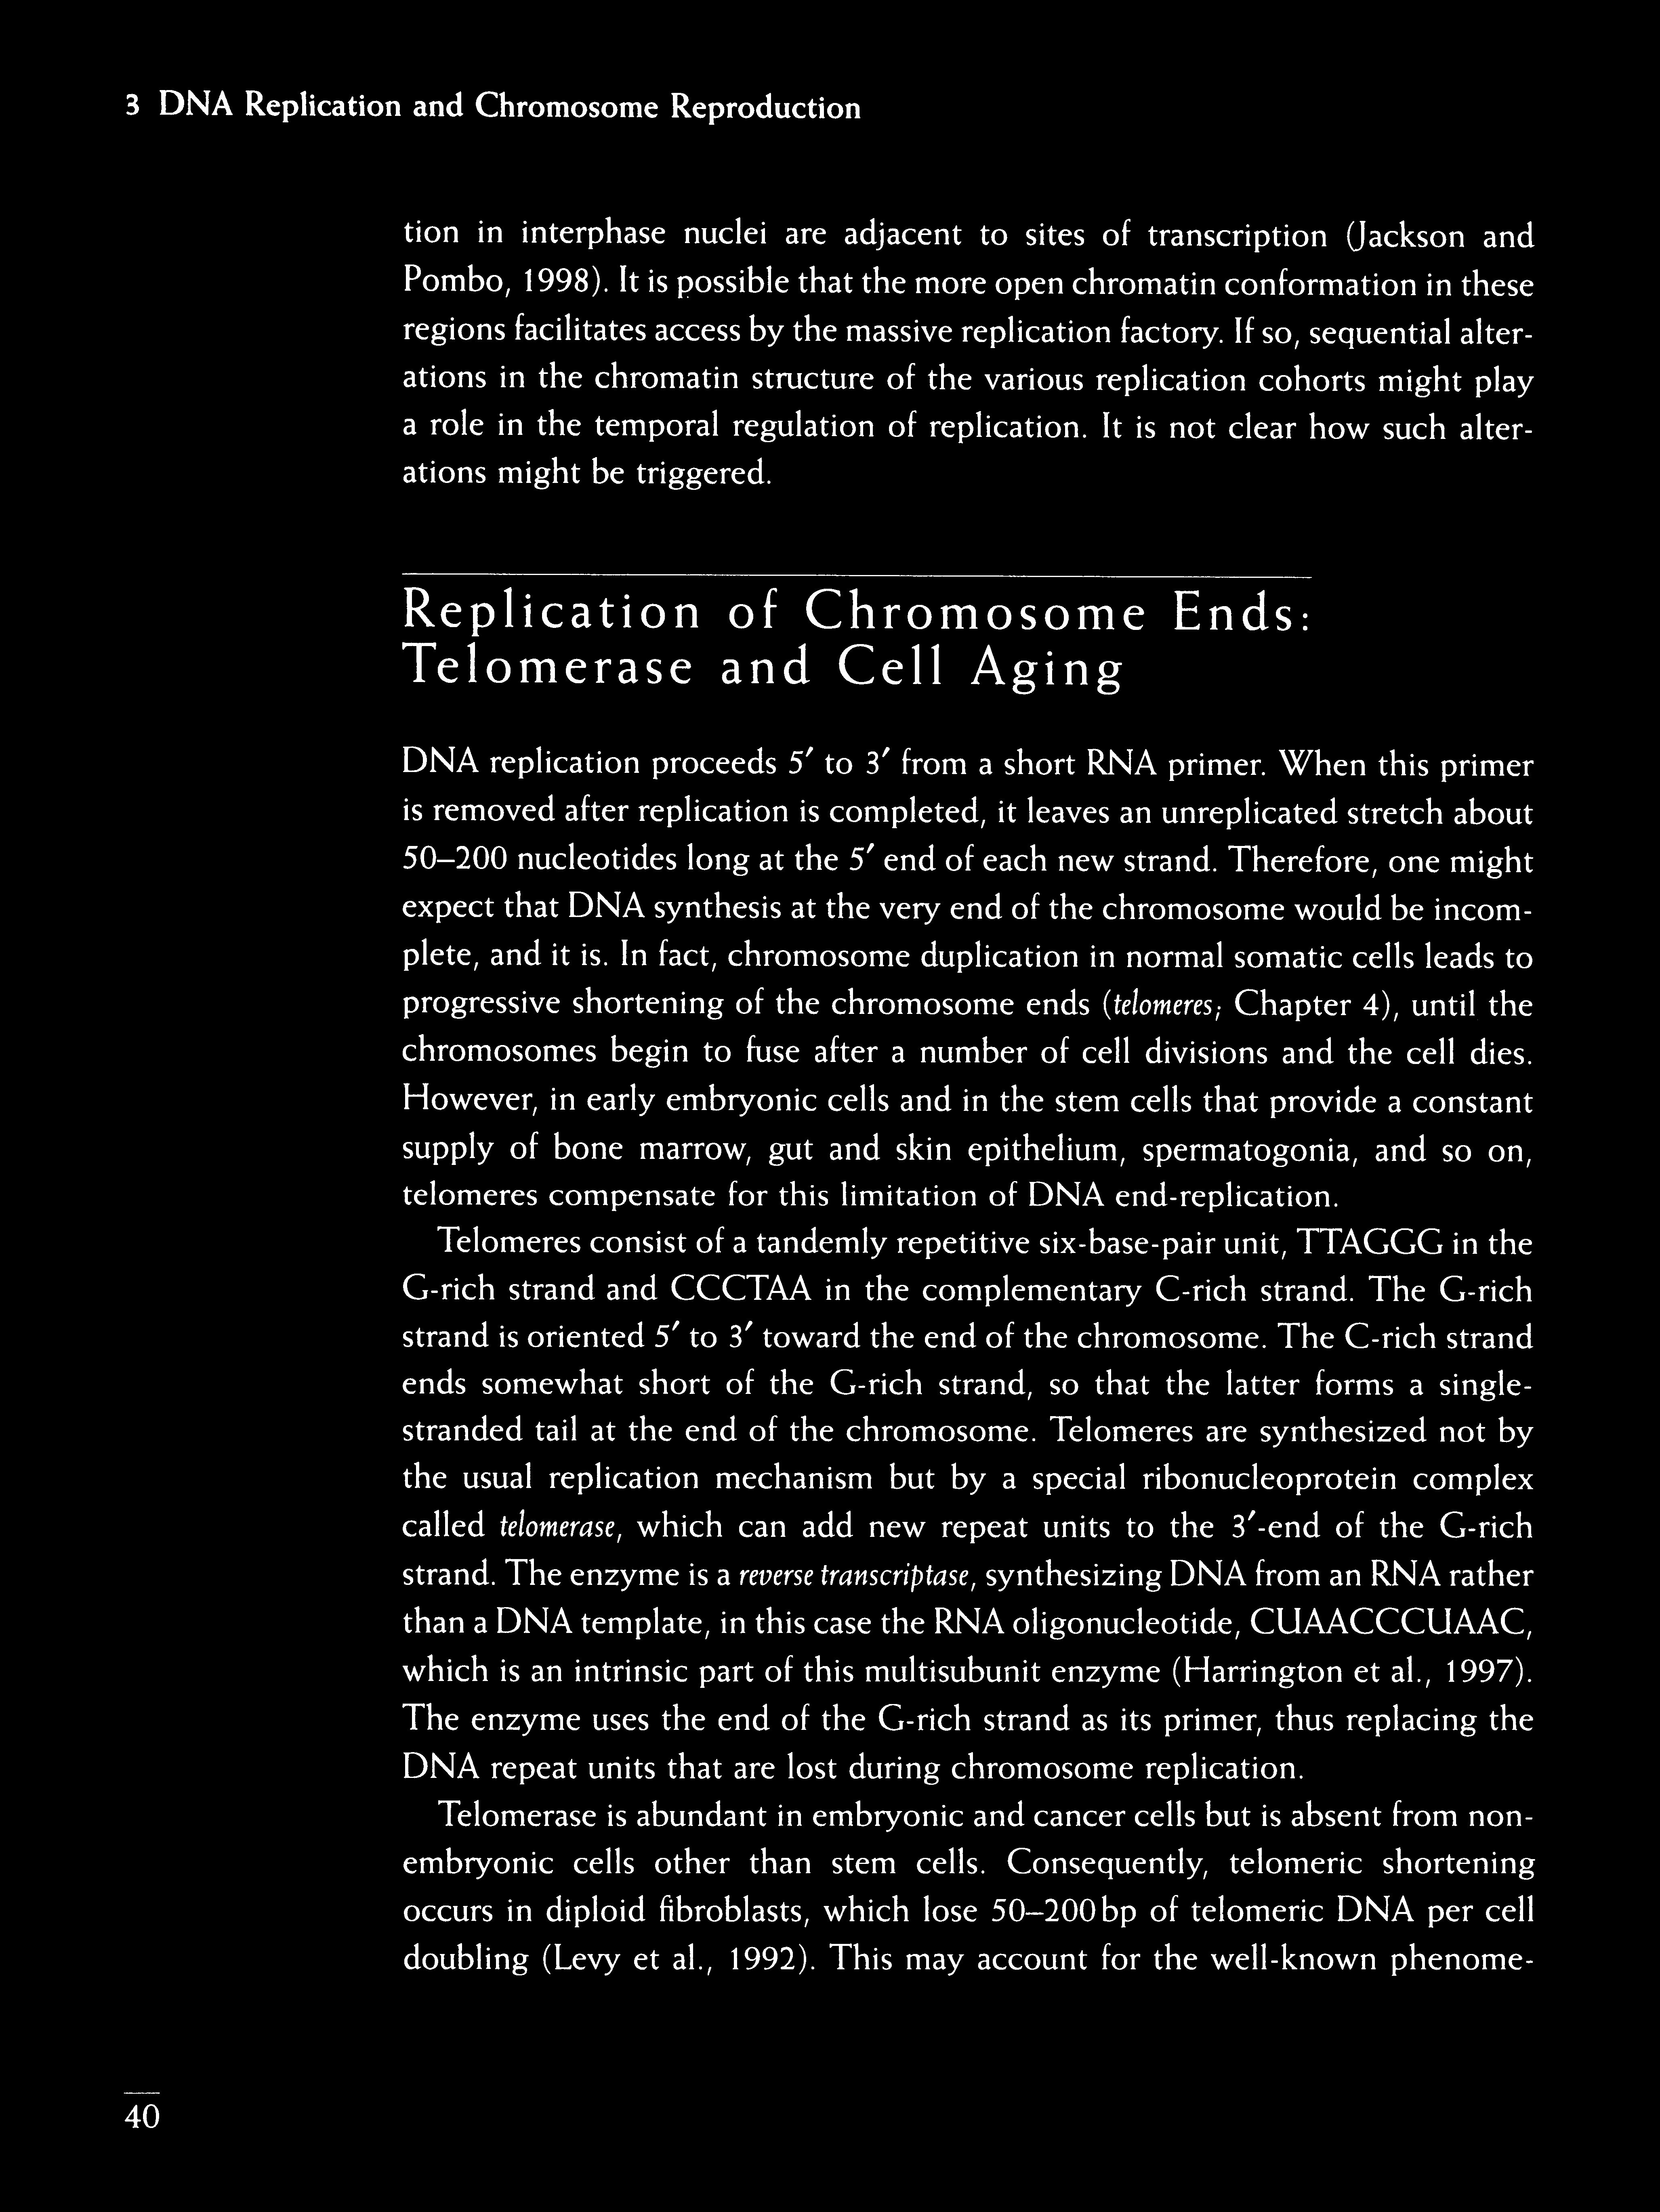 3 DNA Replication and Chromosome Reproduction
tion in interphase nuclei are adjacent to sites of transcription (Jackson and
Pombo, 1998). It is possible that the more open chromatin conformation in these
regions facilitates access by the massive replication factory. If so, sequential alter-
ations in the chromatin structure of the various replication cohorts might play
a role in the temporal regulation of replication. It is not clear how such alter-
ations might be triggered.
Replication of Chromosome Ends:
Telomerase and Cell Aging
DNA replication proceeds 5′ to 3′ from a short RNA primer. When this primer
is removed after replication is completed, it leaves an unreplicated stretch about
50–200 nucleotides long at the 5′ end of each new strand. Therefore, one might
expect that DNA synthesis at the very end of the chromosome would be incom-
plete, and it is. In fact, chromosome duplication in normal somatic cells leads to
progressive shortening of the chromosome ends (telomeres; Chapter 4), until the
chromosomes begin to fuse after a number of cell divisions and the cell dies.
However, in early embryonic cells and in the stem cells that provide a constant
supply of bone marrow, gut and skin epithelium, spermatogonia, and so on,
telomeres compensate for this limitation of DNA end-replication.
Telomeres consist of a tandemly repetitive six-base-pair unit, TTAGGG in the
G-rich strand and CCCTAA in the complementary C-rich strand. The G-rich
strand is oriented 5′ to 3′ toward the end of the chromosome. The C-rich strand
ends somewhat short of the G-rich strand, so that the latter forms a single-
stranded tail at the end of the chromosome. Telomeres are synthesized not by
the usual replication mechanism but by a special ribonucleoprotein complex
called telomerase, which can add new repeat units to the 3′-end of the G-rich
strand. The enzyme is a reverse transcriptase, synthesizing DNA from an RNA rather
than a DNA template, in this case the RNA oligonucleotide, CUAACCCUAAC,
which is an intrinsic part of this multisubunit enzyme (Harrington et al., 1997).
The enzyme uses the end of the G-rich strand as its primer, thus replacing the
DNA repeat units that are lost during chromosome replication.
Telomerase is abundant in embryonic and cancer cells but is absent from non-
embryonic cells other than stem cells. Consequently, telomeric shortening
occurs in diploid fibroblasts, which lose 50–200bp of telomeric DNA per cell
doubling (Levy et al., 1992). This may account for the well-known phenome-
40